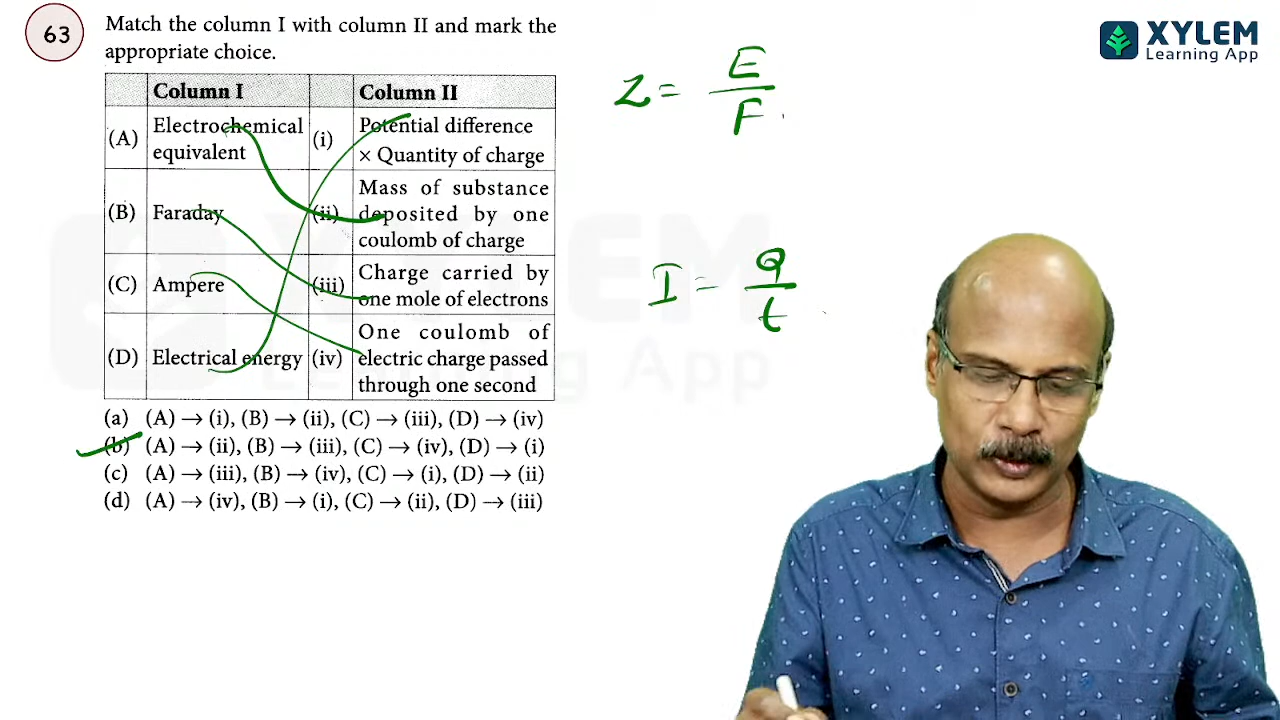 63
Match the column I with column II and mark the
appropriate choice.
Column I
Column II
(A) Electrochemical equivalent
(i) Potential difference
× Quantity of charge
(B) Faraday
(ii) Mass of substance
deposited by one
coulomb of charge
(C) Ampere
(iii) Charge carried by
one mole of electrons
(D) Electrical energy
(iv) One coulomb of
electric charge passed
through one second
(a) (A) → (i), (B) → (ii), (C) → (iii), (D) → (iv)
(b) (A) → (ii), (B) → (iii), (C) → (iv), (D) → (i)
(c) (A) → (iii), (B) → (iv), (C) → (i), (D) → (ii)
(d) (A) → (iv), (B) → (i), (C) → (ii), (D) → (iii)
Z = E/F
I = Q/t
XYLEM
Learning App
XYLEM
Learning App